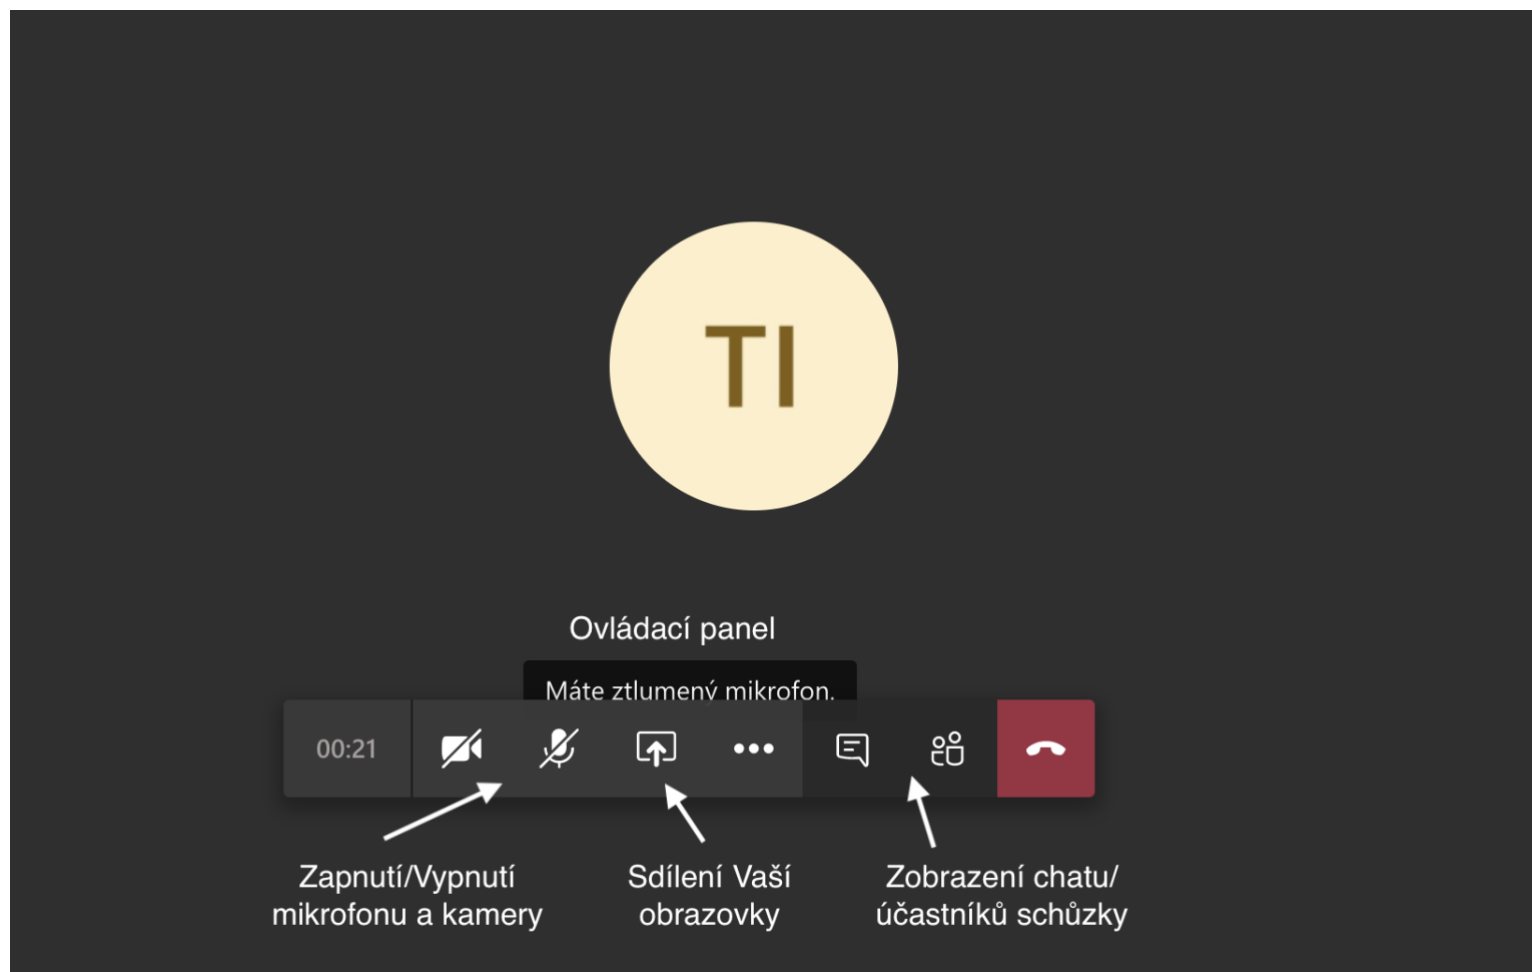 TI
Ovládací panel
Máte ztlumený mikrofon.
00:21
Zapnutí/Vypnutí
mikrofonu a kamery
Sdílení Vaší
obrazovky
Zobrazení chatu/
účastníků schůzky